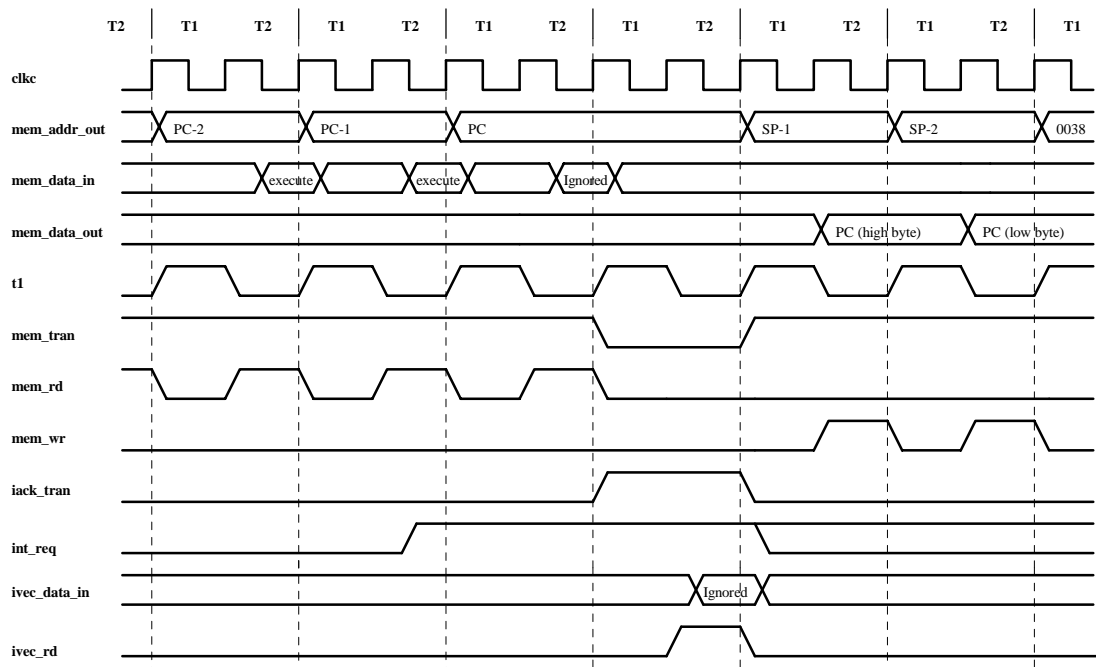 T2 T1 T2 T1 T2 T1 T2 T1 T2 T1 T2 T1 T2 T1
clkc
mem_addr_out PC-2 PC-1 PC SP-1 SP-2 0038
mem_data_in execute execute Ignored
mem_data_out PC (high byte) PC (low byte)
t1
mem_tran
mem_rd
mem_wr
iack_tran
int_req
ivec_data_in Ignored
ivec_rd